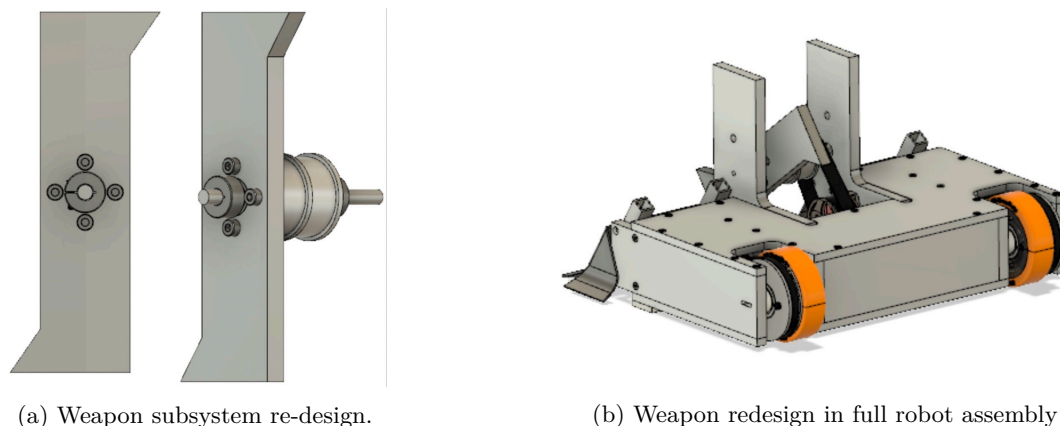 (a) Weapon subsystem re-design.
(b) Weapon redesign in full robot assembly